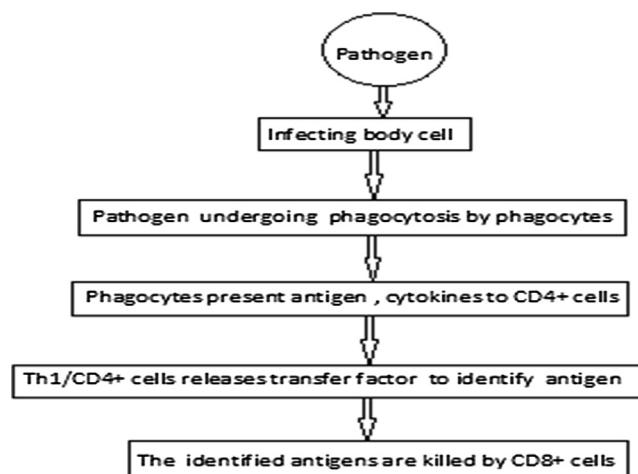 Pathogen
Infecting body cell
Pathogen undergoing phagocytosis by phagocytes
Phagocytes present antigen , cytokines to CD4+ cells
Th1/CD4+ cells releases transfer factor to identify antigen
The identified antigens are killed by CD8+ cells